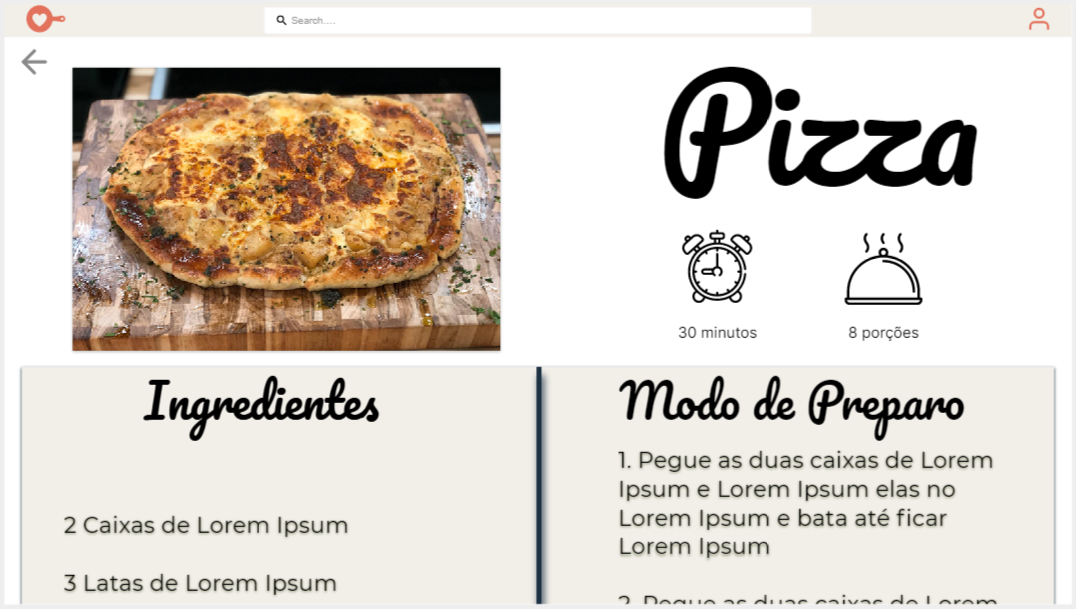 Search....
Pizza
30 minutos
8 porções
Ingredientes
2 Caixas de Lorem Ipsum
3 Latas de Lorem Ipsum
Modo de Preparo
1. Pegue as duas caixas de Lorem
Ipsum e Lorem Ipsum elas no
Lorem Ipsum e bata até ficar
Lorem Ipsum
2. Pegue as duas caixas de Lorem